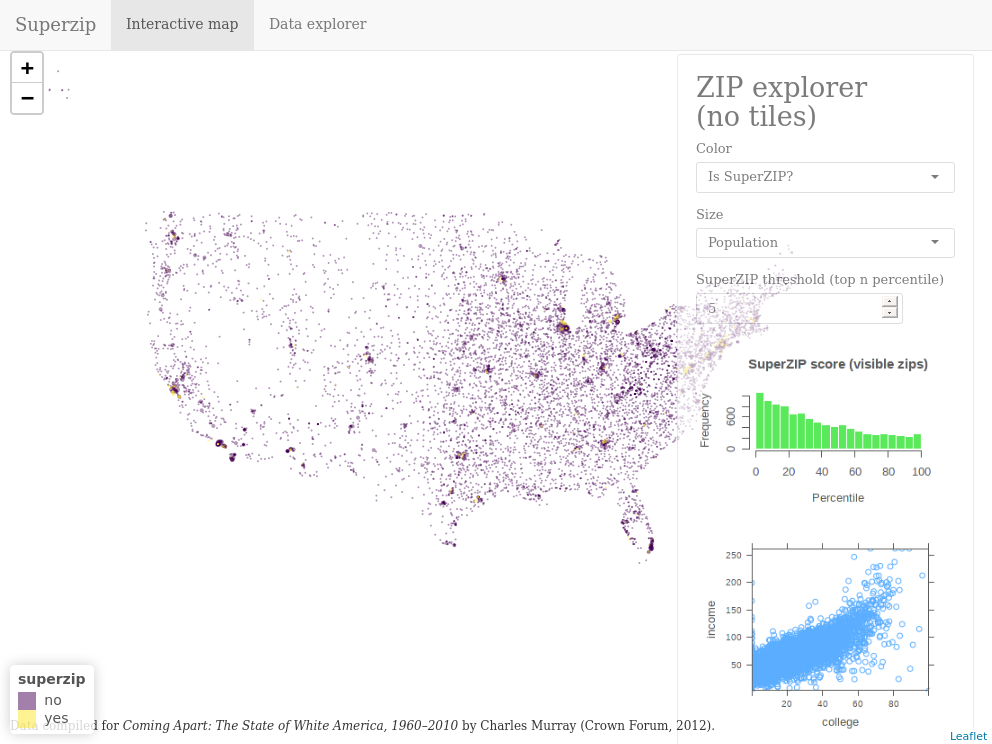 Superzip Interactive map Data explorer
+
−
ZIP explorer
(no tiles)
Color
Is SuperZIP?
Size
Population
SuperZIP threshold (top n percentile)
5
SuperZIP score (visible zips)
Frequency
600
0
0 20 40 60 80 100
Percentile
income
250
200
150
100
50
20 40 60 80
college
superzip
no
yes
Data compiled for Coming Apart: The State of White America, 1960–2010 by Charles Murray (Crown Forum, 2012).
Leaflet